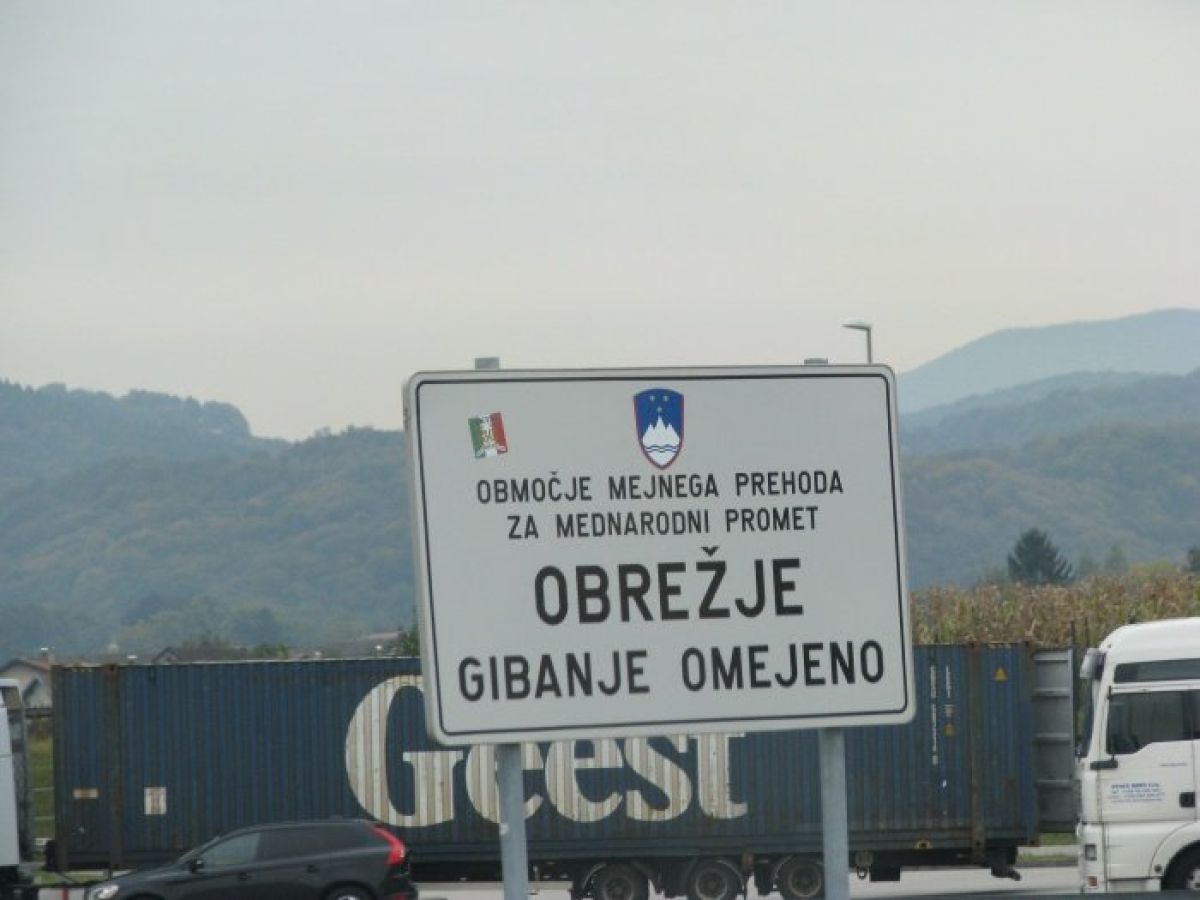 OBMOČJE MEJNEGA PREHODA
ZA MEDNARODNI PROMET
OBREŽJE
GIBANJE OMEJENO
Geest